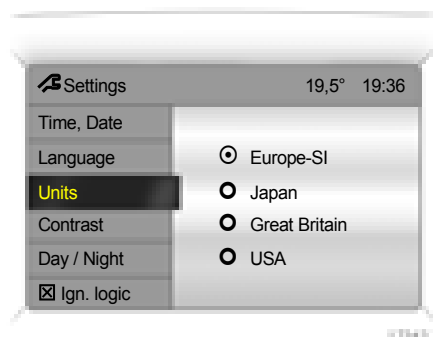 Settings 19,5° 19:36
Time, Date
Language
Units
Contrast
Day / Night
Ign. logic
Europe-SI
Japan
Great Britain
USA